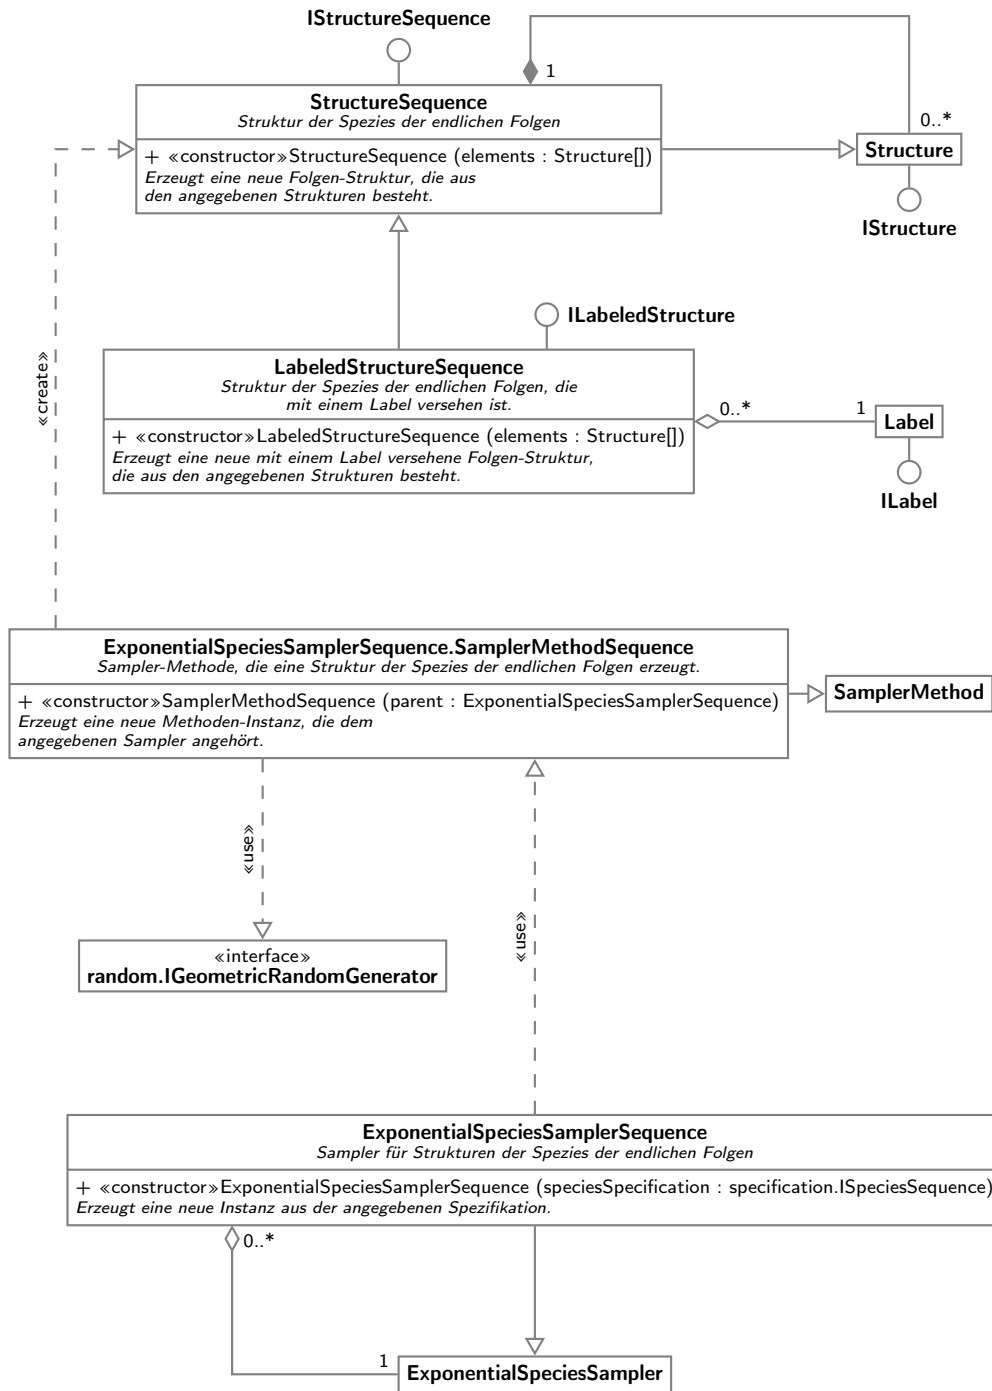 IStructureSequence
1
StructureSequence
Struktur der Spezies der endlichen Folgen
0..*
+ «constructor»StructureSequence (elements : Structure[])
Erzeugt eine neue Folgen-Struktur, die aus
den angegebenen Strukturen besteht.
Structure
IStructure
ILabeledStructure
«create»
LabeledStructureSequence
Struktur der Spezies der endlichen Folgen, die
mit einem Label versehen ist.
+ «constructor»LabeledStructureSequence (elements : Structure[])
Erzeugt eine neue mit einem Label versehene Folgen-Struktur,
die aus den angegebenen Strukturen besteht.
0..*
1
Label
ILabel
ExponentialSpeciesSamplerSequence.SamplerMethodSequence
Sampler-Methode, die eine Struktur der Spezies der endlichen Folgen erzeugt.
+ «constructor»SamplerMethodSequence (parent : ExponentialSpeciesSamplerSequence)
Erzeugt eine neue Methoden-Instanz, die dem
angegebenen Sampler angehört.
SamplerMethod
«use»
«use»
«interface»
random.IGeometricRandomGenerator
ExponentialSpeciesSamplerSequence
Sampler für Strukturen der Spezies der endlichen Folgen
+ «constructor»ExponentialSpeciesSamplerSequence (speciesSpecification : specification.ISpeciesSequence)
Erzeugt eine neue Instanz aus der angegebenen Spezifikation.
0..*
1
ExponentialSpeciesSampler